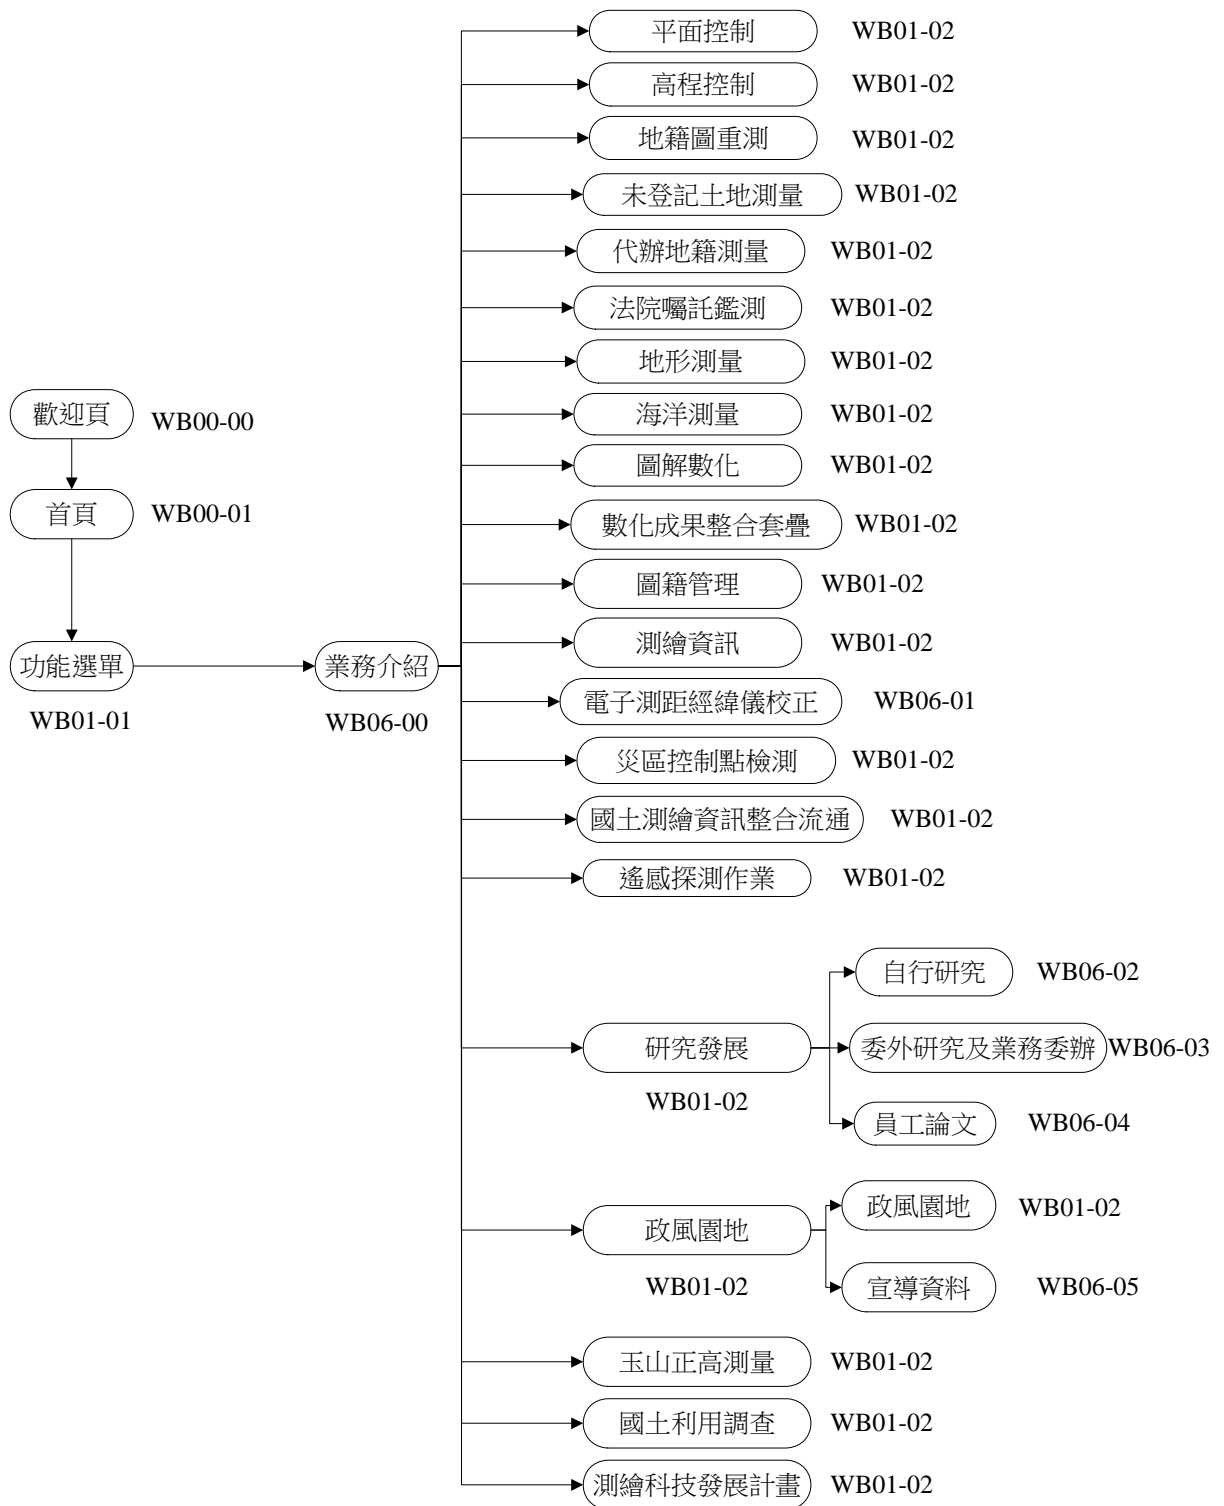 平面控制 WB01-02
高程控制 WB01-02
地籍圖重測 WB01-02
未登記土地測量 WB01-02
代辦地籍測量 WB01-02
法院囑託鑑測 WB01-02
地形測量 WB01-02
歡迎頁 WB00-00
海洋測量 WB01-02
圖解數化 WB01-02
首頁 WB00-01
數化成果整合套疊 WB01-02
圖籍管理 WB01-02
測繪資訊 WB01-02
功能選單
WB01-01
業務介紹
WB06-00
電子測距經緯儀校正 WB06-01
災區控制點檢測 WB01-02
國土測繪資訊整合流通 WB01-02
遙感探測作業 WB01-02
研究發展
WB01-02
自行研究 WB06-02
委外研究及業務委辦 WB06-03
員工論文 WB06-04
政風園地
WB01-02
政風園地 WB01-02
宣導資料 WB06-05
玉山正高測量 WB01-02
國土利用調查 WB01-02
測繪科技發展計畫 WB01-02